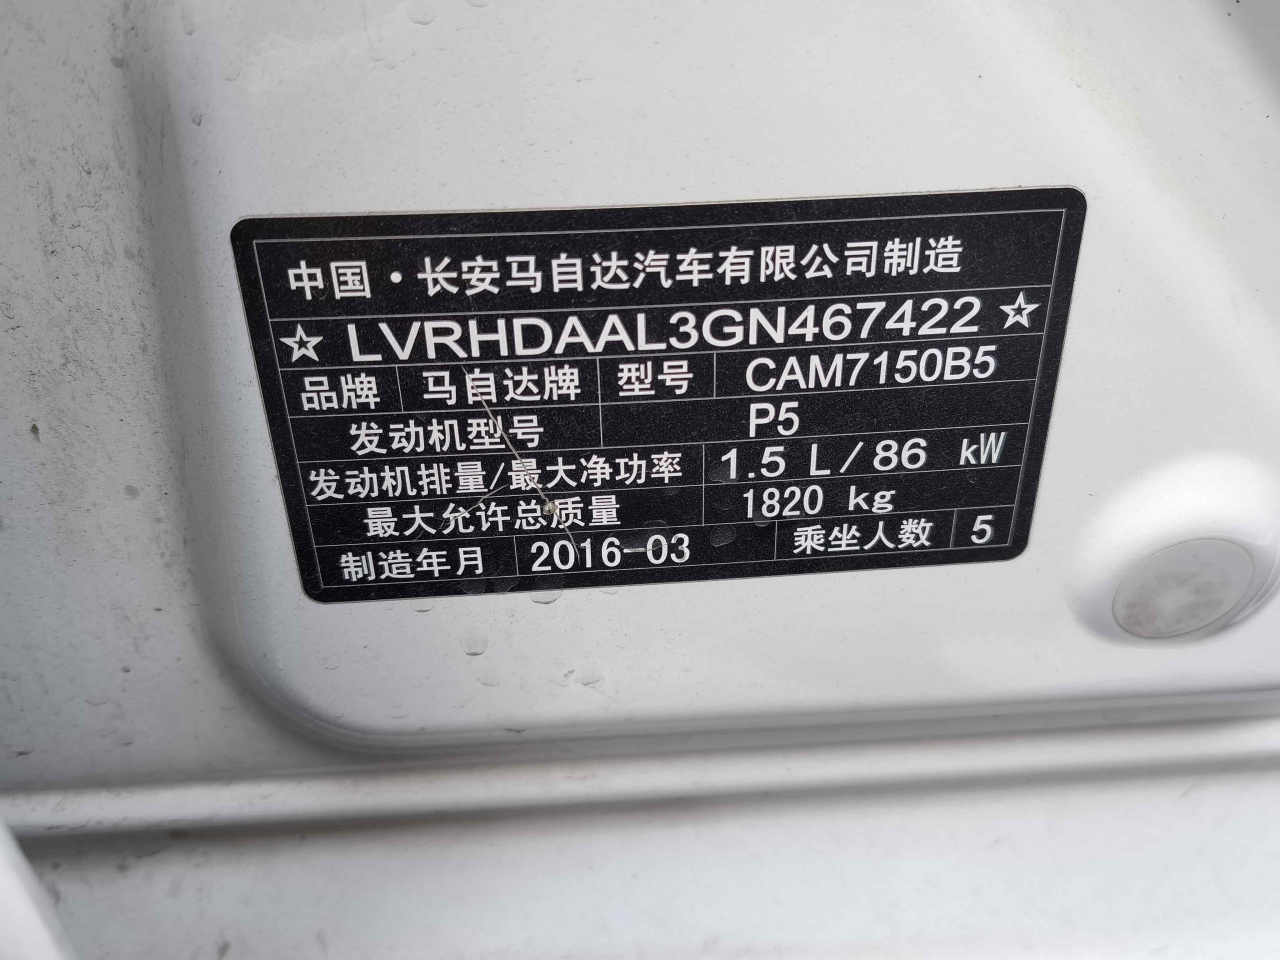 中国·长安马自达汽车有限公司制造
☆ LVRHDAAL3GN467422 ☆
品牌 马自达牌 型号 CAM7150B5
发动机型号 P5
发动机排量/最大净功率 1.5 L/86 kW
最大允许总质量 1820 kg
制造年月 2016-03 乘坐人数 5